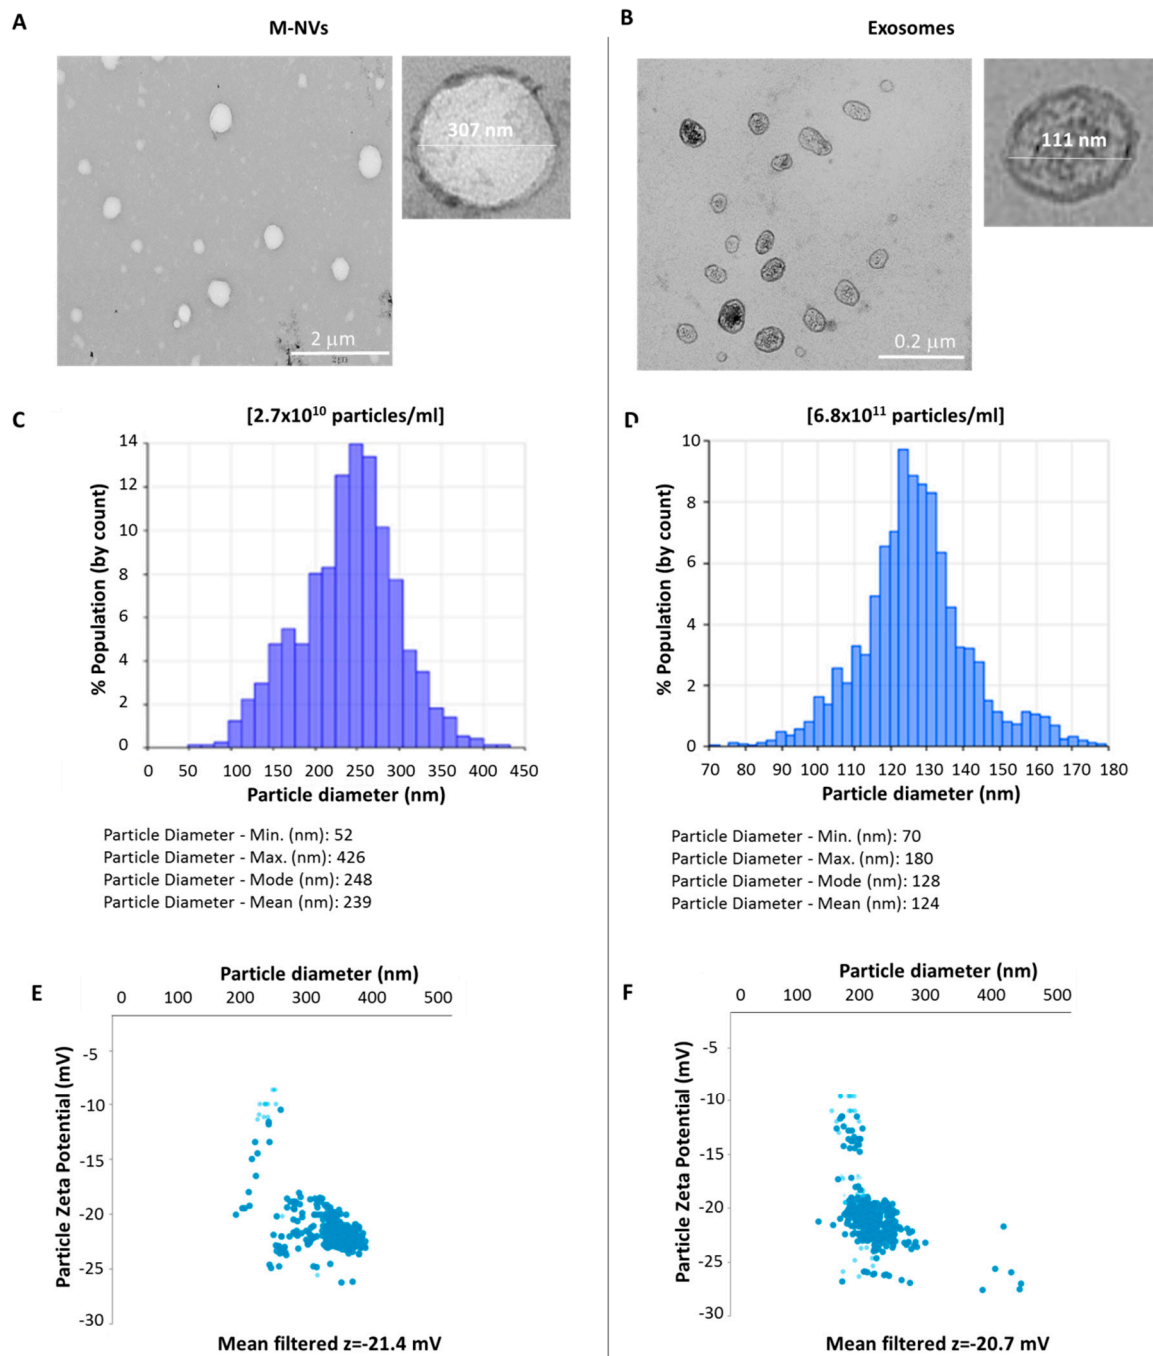 A
M-NVs
307 nm
2 μm
B
Exosomes
111 nm
0.2 μm
C
[2.7x10¹⁰ particles/ml]
14
12
10
8
6
4
2
0
% Population (by count)
0 50 100 150 200 250 300 350 400 450
Particle diameter (nm)
Particle Diameter - Min. (nm): 52
Particle Diameter - Max. (nm): 426
Particle Diameter - Mode (nm): 248
Particle Diameter - Mean (nm): 239
D
[6.8x10¹¹ particles/ml]
10
8
6
4
2
0
% Population (by count)
70 80 90 100 110 120 130 140 150 160 170 180
Particle diameter (nm)
Particle Diameter - Min. (nm): 70
Particle Diameter - Max. (nm): 180
Particle Diameter - Mode (nm): 128
Particle Diameter - Mean (nm): 124
E
Particle diameter (nm)
0 100 200 300 400 500
-5
-10
-15
-20
-25
-30
Particle Zeta Potential (mV)
Mean filtered z=-21.4 mV
F
Particle diameter (nm)
0 100 200 300 400 500
-5
-10
-15
-20
-25
-30
Particle Zeta Potential (mV)
Mean filtered z=-20.7 mV